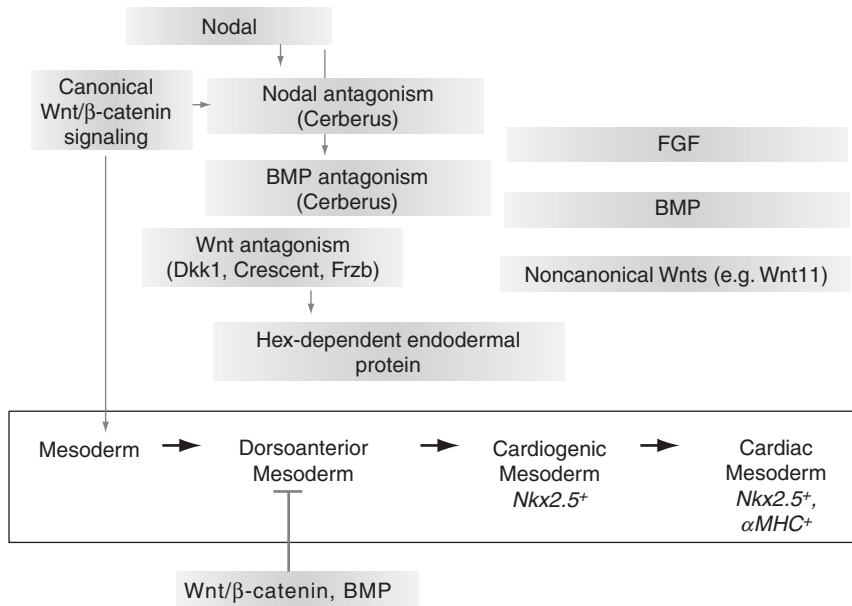 Nodal
Canonical
Wnt/β-catenin
signaling
Nodal antagonism
(Cerberus)
BMP antagonism
(Cerberus)
Wnt antagonism
(Dkk1, Crescent, Frzb)
Hex-dependent endodermal
protein
FGF
BMP
Noncanonical Wnts (e.g. Wnt11)
Mesoderm
Dorsoanterior
Mesoderm
Cardiogenic
Mesoderm
Nkx2.5⁺
Cardiac
Mesoderm
Nkx2.5⁺,
αMHC⁺
Wnt/β-catenin, BMP